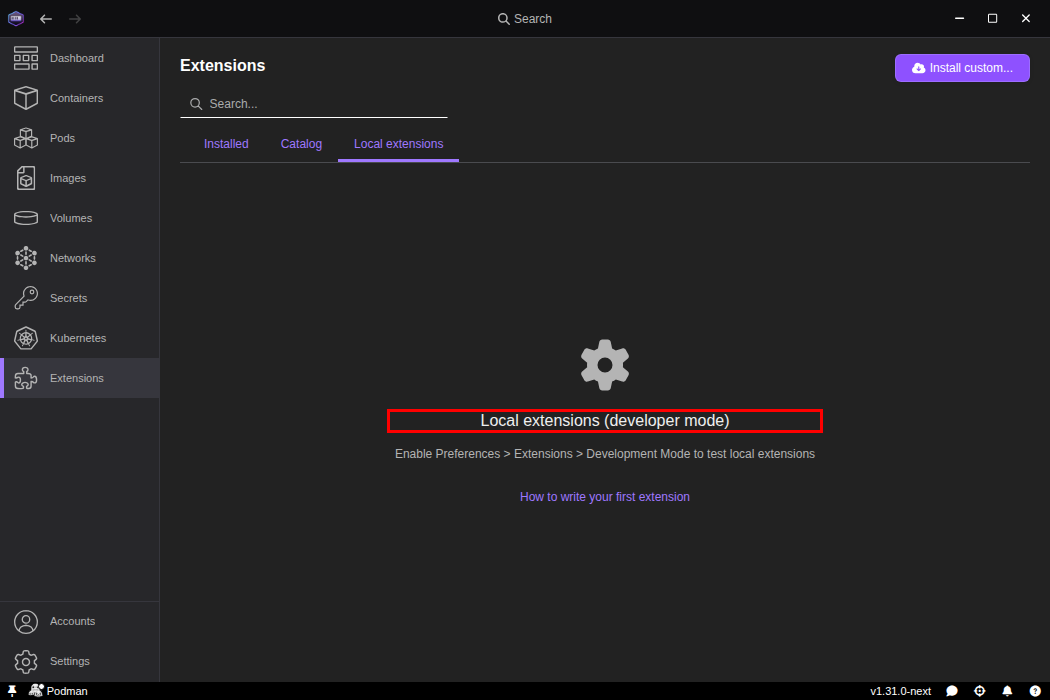 Search
Dashboard
Containers
Pods
Images
Volumes
Networks
Secrets
Kubernetes
Extensions
Accounts
Settings
Extensions
Install custom...
Search...
Installed
Catalog
Local extensions
Local extensions (developer mode)
Enable Preferences > Extensions > Development Mode to test local extensions
How to write your first extension
Podman
v1.31.0-next